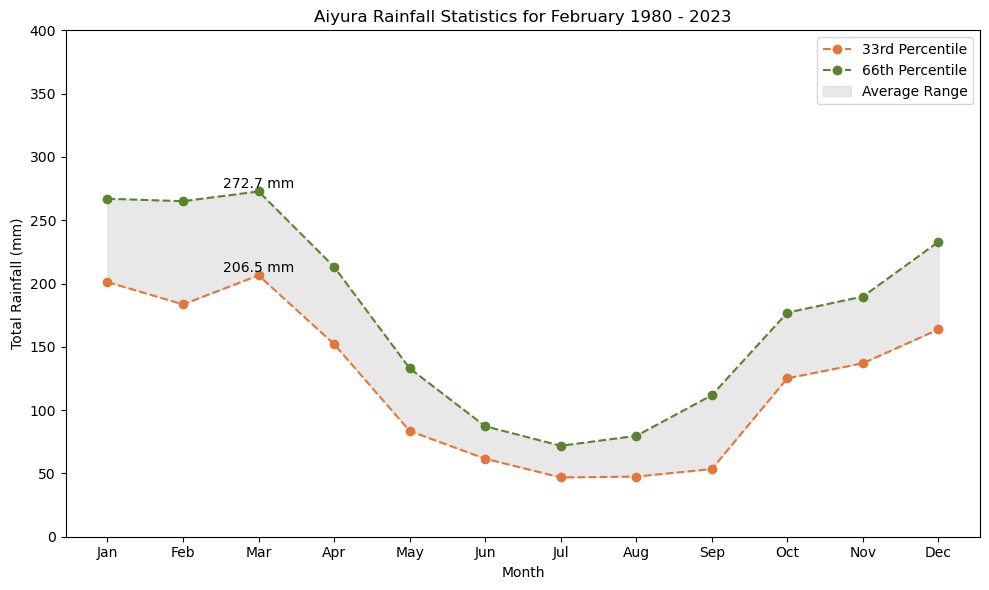 Aiyura Rainfall Statistics for February 1980 - 2023
Total Rainfall (mm)
400
350
300
250
200
150
100
50
0
33rd Percentile
66th Percentile
Average Range
272.7 mm
206.5 mm
Jan Feb Mar Apr May Jun Jul Aug Sep Oct Nov Dec
Month